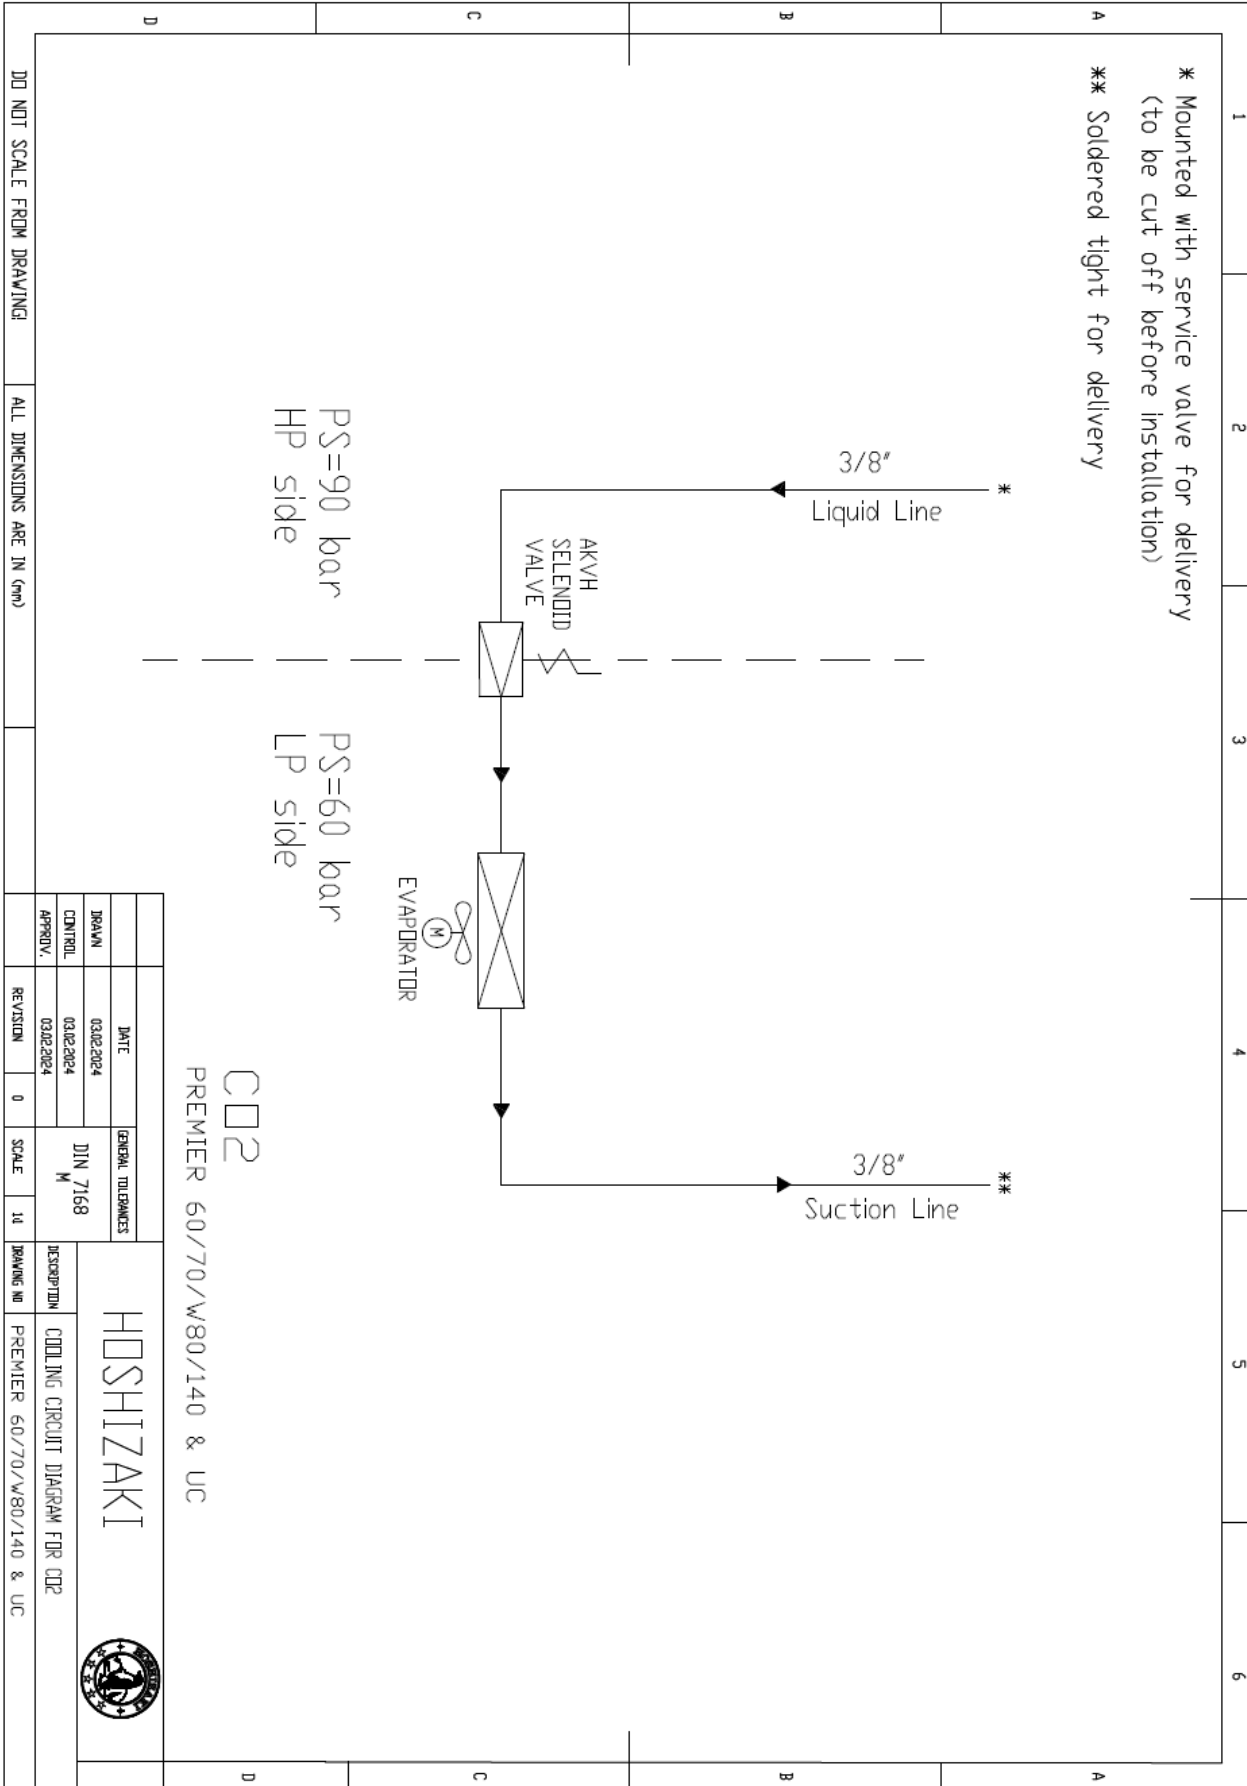 1
2
3
4
5
6
A
B
C
D
A
B
C
D
* Mounted with service valve for delivery
(to be cut off before installation)
** Soldered tight for delivery
*
3/8"
Liquid Line
**
3/8"
Suction Line
AKVH
SELENOID
VALVE
EVAPORATOR
M
PS=90 bar
HP side
PS=60 bar
LP side
CO2
PREMIER 60/70/W80/140 & UC
DATE
GENERAL TOLERANCES
DRAWN
03.02.2024
CONTROL
03.02.2024
APPROV.
03.02.2024
DIN 7168
M
HOSHIZAKI
HOSHIZAKI
DESCRIPTION
COOLING CIRCUIT DIAGRAM FOR CO2
DO NOT SCALE FROM DRAWING!
ALL DIMENSIONS ARE IN (mm)
REVISION
0
SCALE
DRAWING NO
PREMIER 60/70/W80/140 & UC